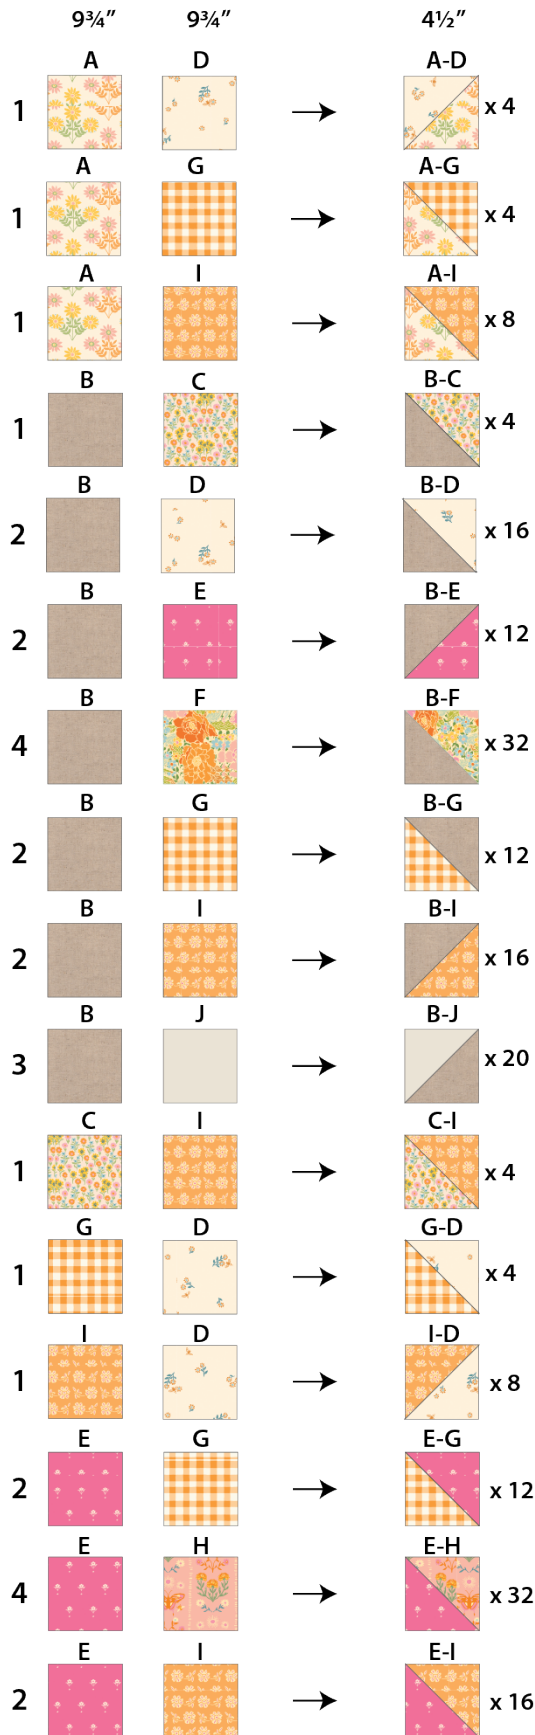 9¾” 9¾” 4½”
A D A-D
1 x 4
A G A-G
1 x 4
A I A-I
1 x 8
B C B-C
1 x 4
B D B-D
2 x 16
B E B-E
2 x 12
B F B-F
4 x 32
B G B-G
2 x 12
B I B-I
2 x 16
B J B-J
3 x 20
C I C-I
1 x 4
G D G-D
1 x 4
I D I-D
1 x 8
E G E-G
2 x 12
E H E-H
4 x 32
E I E-I
2 x 16